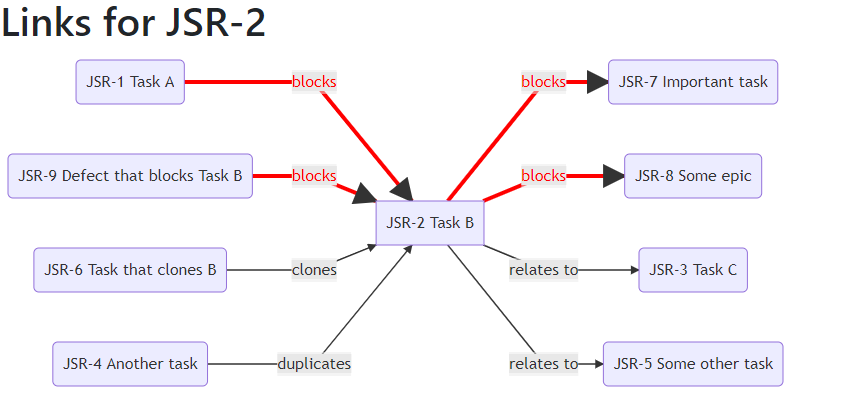 Links for JSR-2
JSR-1 Task A
blocks
blocks
JSR-7 Important task
JSR-9 Defect that blocks Task B
blocks
blocks
JSR-8 Some epic
JSR-2 Task B
JSR-6 Task that clones B
clones
relates to
JSR-3 Task C
JSR-4 Another task
duplicates
relates to
JSR-5 Some other task